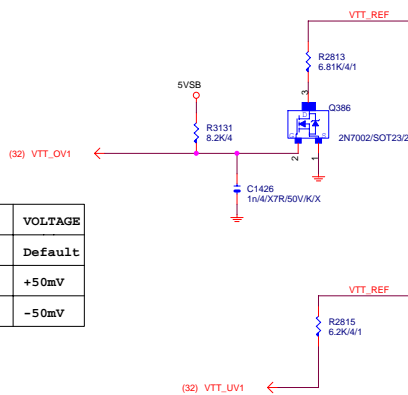 VTT_REF
R2813
6.81K/4/1
5VSB
3
Q386
D
G
S
2N7002/SOT23/2
R3131
8.2K/4
(32) VTT_OV1
2
1
C1426
1n/4/X7R/50V/K/X
VOLTAGE
Default
+50mV
-50mV
VTT_REF
R2815
6.2K/4/1
(32) VTT_UV1